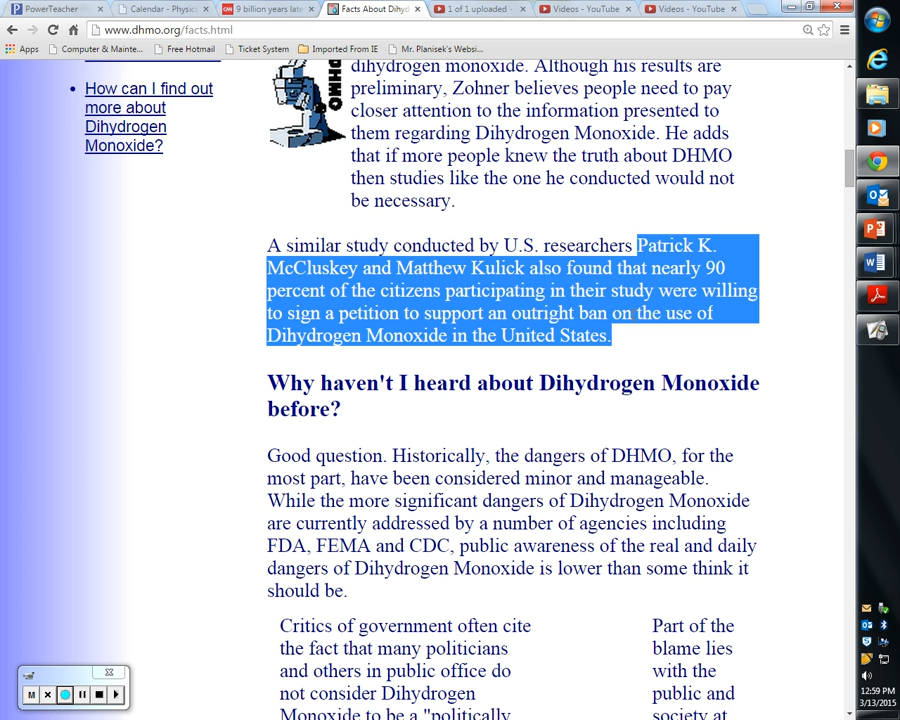 PowerTeacher
Calendar - Physic
9 billion years late
Facts About Dihyd
1 of 1 uploaded -
Videos - YouTube
Videos - YouTube
www.dhmo.org/facts.html
Apps
Computer & Mainte...
Free Hotmail
Ticket System
Imported From IE
Mr. Planisek's Websi...
How can I find out
more about
Dihydrogen
Monoxide?
DHMO
dihydrogen monoxide. Although his results are
preliminary, Zohner believes people need to pay
closer attention to the information presented to
them regarding Dihydrogen Monoxide. He adds
that if more people knew the truth about DHMO
then studies like the one he conducted would not
be necessary.
A similar study conducted by U.S. researchers Patrick K.
McCluskey and Matthew Kulick also found that nearly 90
percent of the citizens participating in their study were willing
to sign a petition to support an outright ban on the use of
Dihydrogen Monoxide in the United States.
Why haven't I heard about Dihydrogen Monoxide
before?
Good question. Historically, the dangers of DHMO, for the
most part, have been considered minor and manageable.
While the more significant dangers of Dihydrogen Monoxide
are currently addressed by a number of agencies including
FDA, FEMA and CDC, public awareness of the real and daily
dangers of Dihydrogen Monoxide is lower than some think it
should be.
Critics of government often cite
the fact that many politicians
and others in public office do
not consider Dihydrogen
Monoxide to be a "politically
Part of the
blame lies
with the
public and
society at
M
12:59 PM
3/13/2015